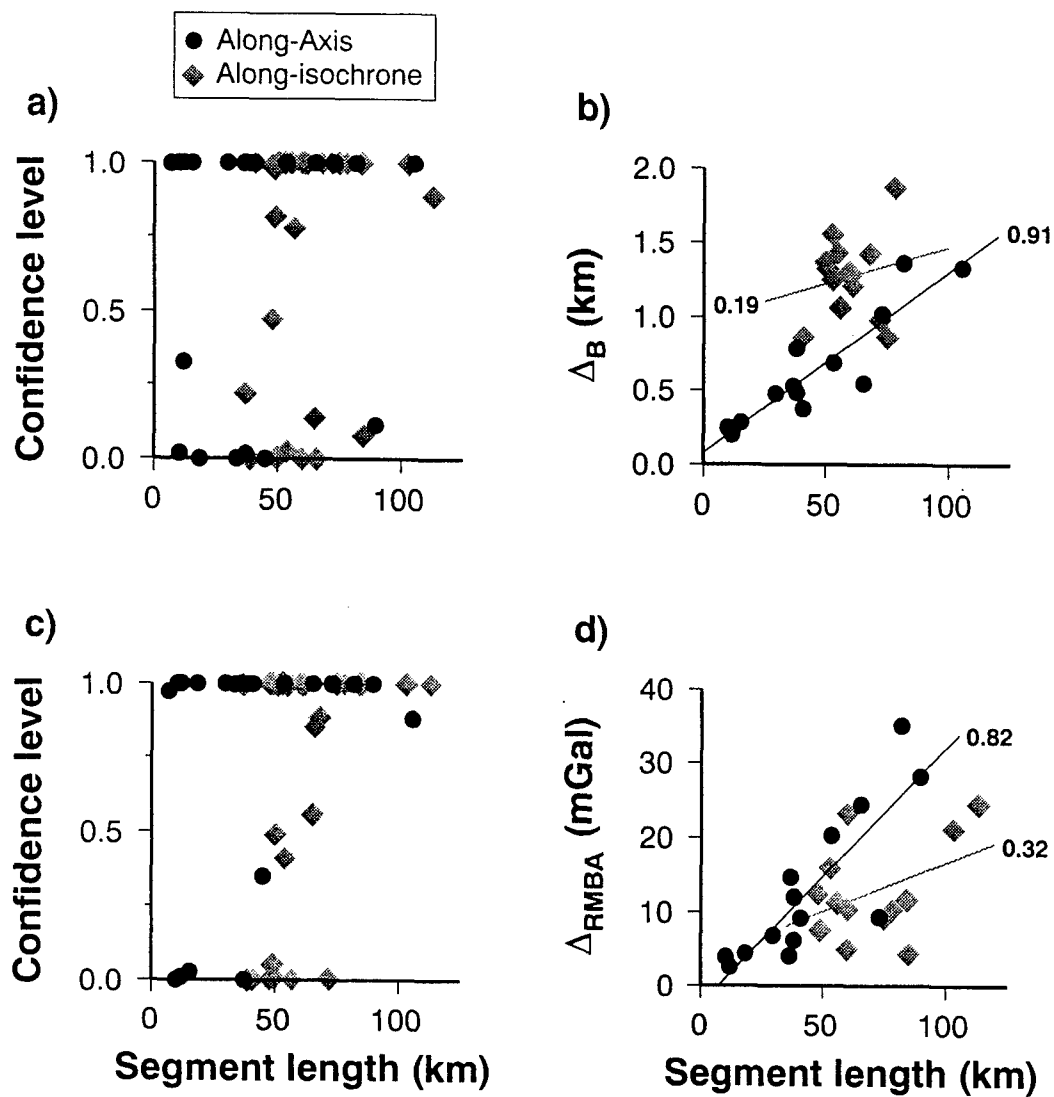 Along-Axis
Along-isochrone
a)
Confidence level
1.0
0.5
0.0
0
50
100
b)
ΔB (km)
2.0
1.5
1.0
0.5
0.0
0.19
0.91
0
50
100
c)
Confidence level
1.0
0.5
0.0
0
50
100
Segment length (km)
d)
ΔRMBA (mGal)
40
30
20
10
0
0.82
0.32
0
50
100
Segment length (km)